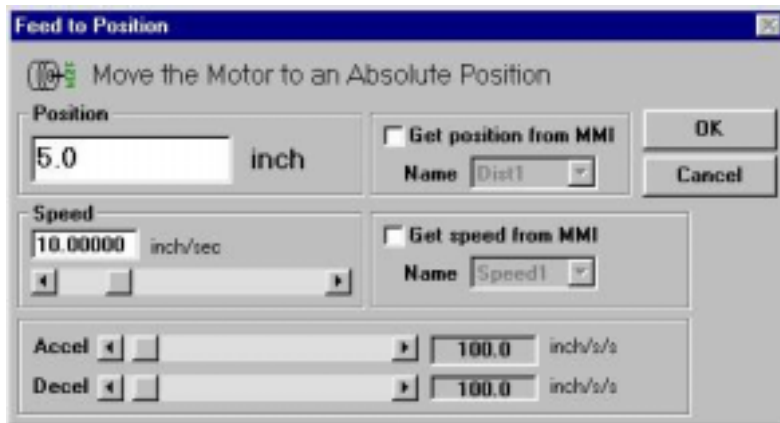 Feed to Position
Move the Motor to an Absolute Position
Position
5.0 inch
Get position from MMI
Name Dist1
OK
Cancel
Speed
10.00000 inch/sec
Get speed from MMI
Name Speed1
Accel 100.0 inch/s/s
Decel 100.0 inch/s/s